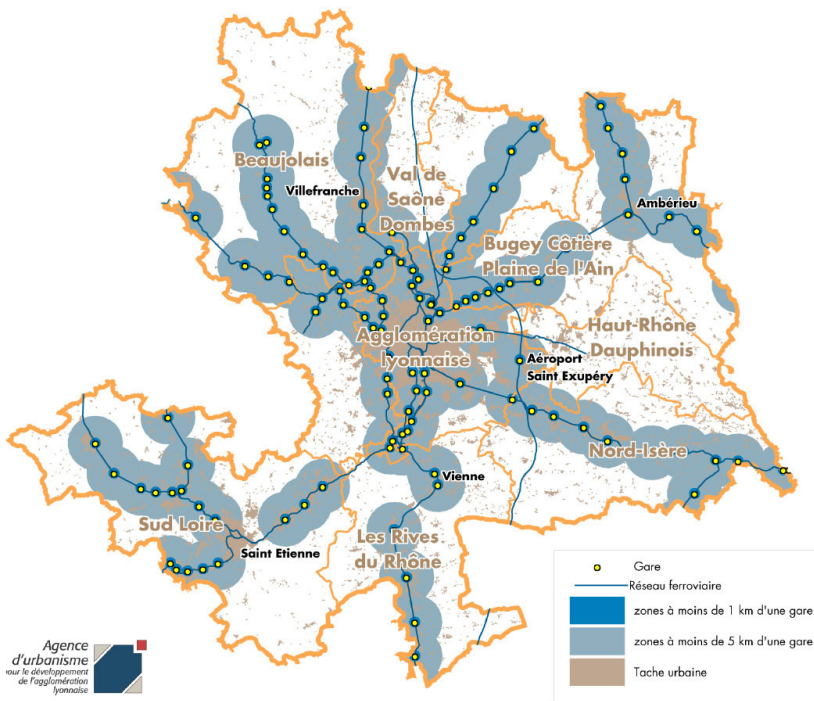 Beaujolais
Villefranche
Val de
Saône
Dombes
Ambérieu
Bugey Côtière
Plaine de l'Ain
Haut-Rhône
Dauphinois
Agglomération
lyonnaise
Aéroport
Saint Exupéry
Nord-Isère
Vienne
Sud Loire
Saint Etienne
Les Rives
du Rhône
Gare
Réseau ferroviaire
zones à moins de 1 km d'une gare
zones à moins de 5 km d'une gare
Tache urbaine
Agence
d'urbanisme
pour le développement
de l'agglomération
lyonnaise